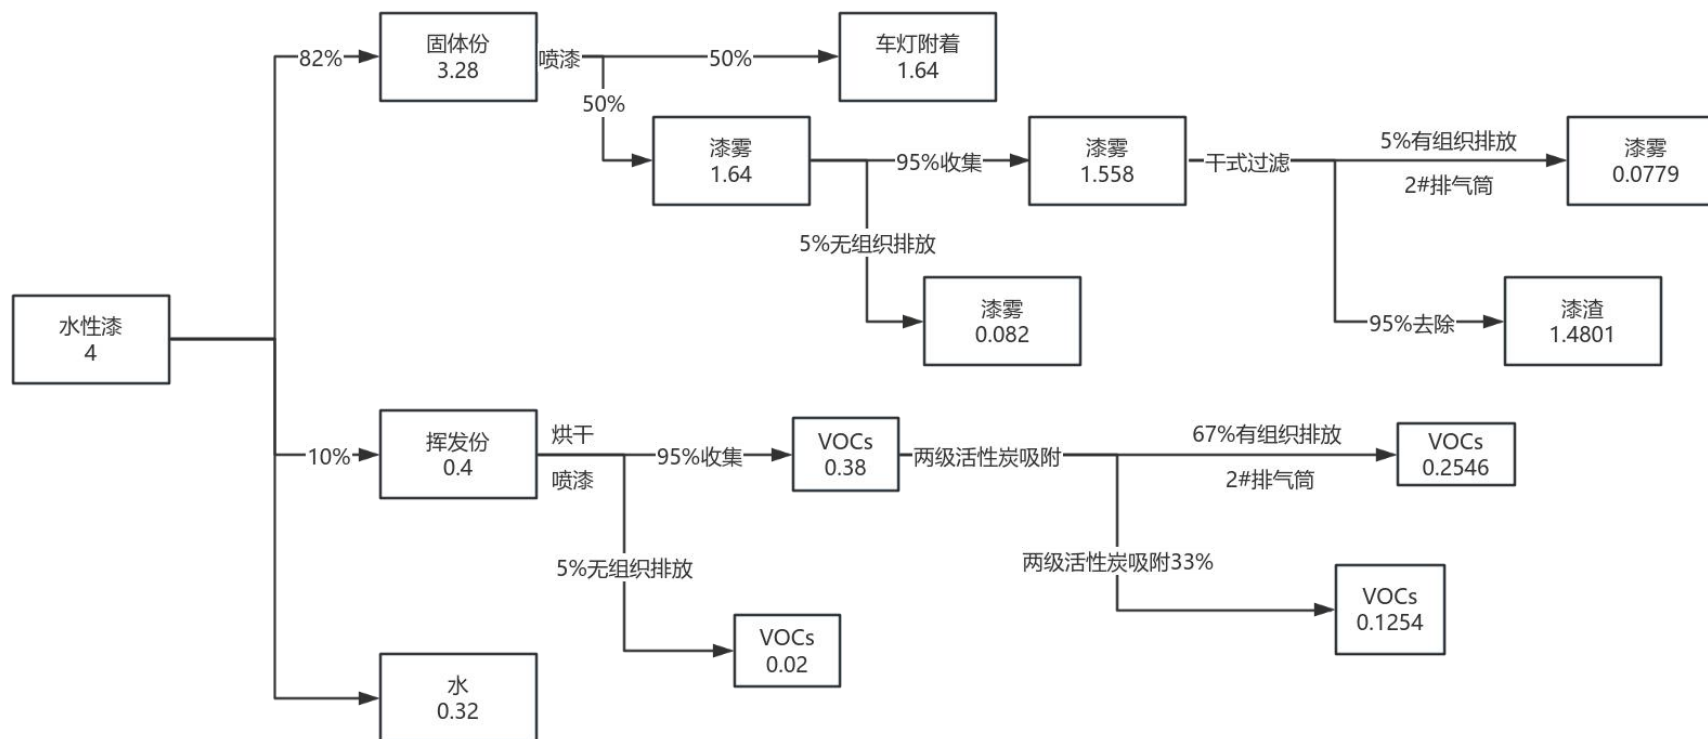 82%
固体份
3.28
喷漆
50%
车灯附着
1.64
50%
漆雾
1.64
95%收集
漆雾
1.558
干式过滤
5%有组织排放
2#排气筒
漆雾
0.0779
5%无组织排放
漆雾
0.082
95%去除
漆渣
1.4801
水性漆
4
10%
挥发份
0.4
烘干
喷漆
95%收集
VOCs
0.38
两级活性炭吸附
67%有组织排放
2#排气筒
VOCs
0.2546
5%无组织排放
VOCs
0.02
两级活性炭吸附33%
VOCs
0.1254
水
0.32